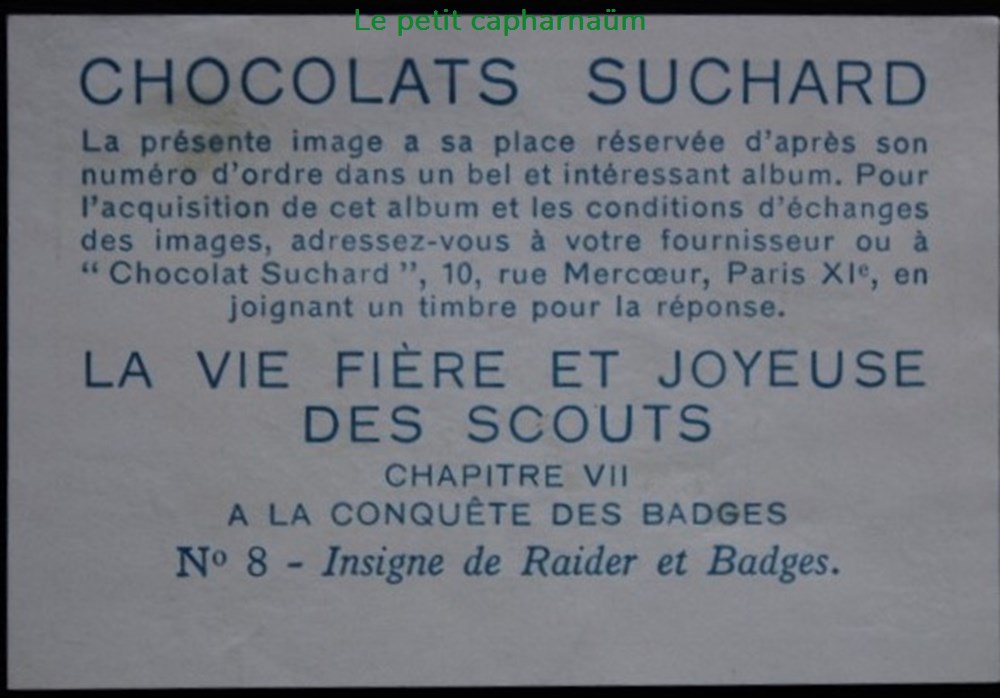 Le petit capharnaüm
CHOCOLATS SUCHARD
La présente image a sa place réservée d'après son
numéro d'ordre dans un bel et intéressant album. Pour
l'acquisition de cet album et les conditions d'échanges
des images, adressez-vous à votre fournisseur ou à
“ Chocolat Suchard ”, 10, rue Mercœur, Paris XIᵉ, en
joignant un timbre pour la réponse.
LA VIE FIÈRE ET JOYEUSE
DES SCOUTS
CHAPITRE VII
A LA CONQUÊTE DES BADGES
Nº 8 - Insigne de Raider et Badges.